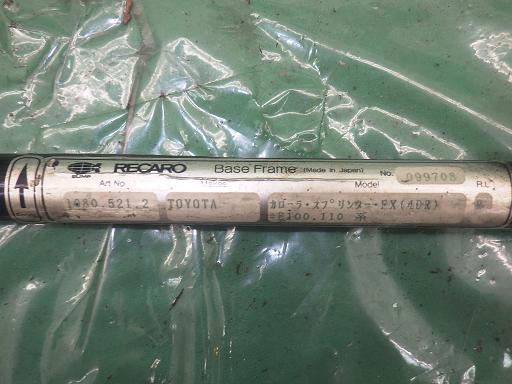 RECARO Base Frame (Made in Japan) No. 099708
Art No. Makes Model R.L
1080.521.2 TOYOTA カローラ・スプリンター・FX(4DR) R
E100.110 系